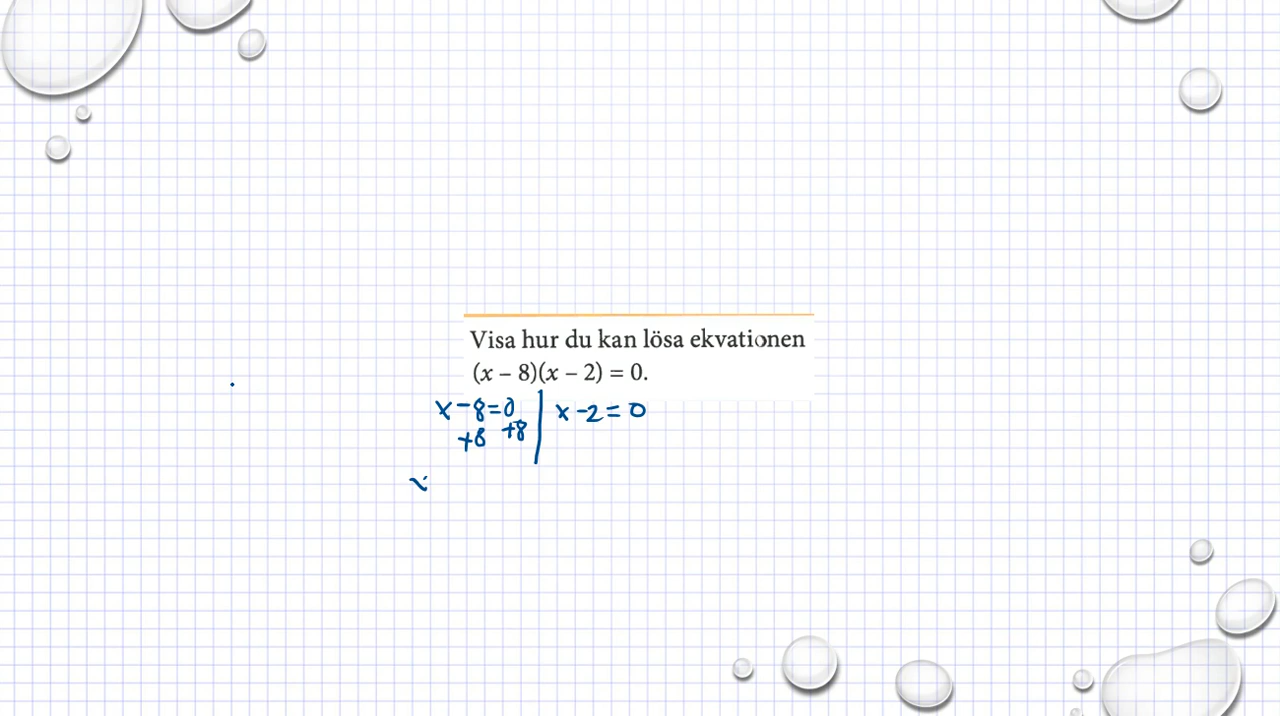 Visa hur du kan lösa ekvationen
(x – 8)(x – 2) = 0.
x-8=0 | x-2=0
+8 +8
x